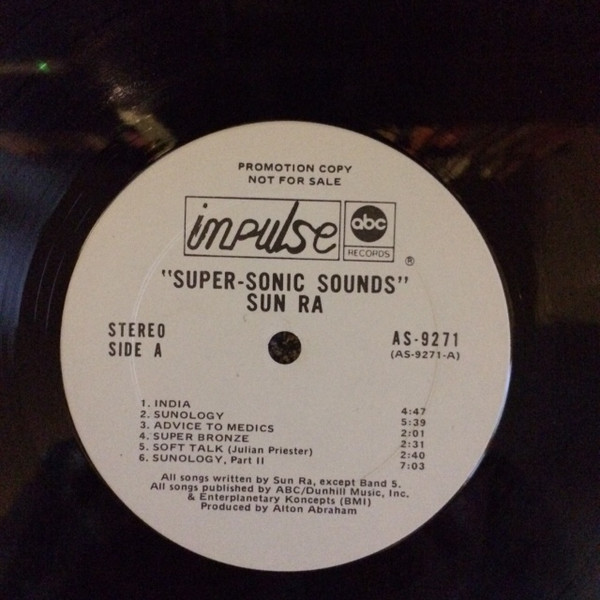 PROMOTION COPY
NOT FOR SALE
impulse
abc
RECORDS
®
"SUPER-SONIC SOUNDS"
SUN RA
STEREO
SIDE A
AS-9271
(AS-9271-A)
1. INDIA 4:47
2. SUNOLOGY 5:39
3. ADVICE TO MEDICS 2:01
4. SUPER BRONZE 2:31
5. SOFT TALK (Julian Priester) 2:40
6. SUNOLOGY, Part II 7:03
All songs written by Sun Ra, except Band 5.
All songs published by ABC/Dunhill Music, Inc.
& Enterplanetary Koncepts (BMI)
Produced by Alton Abraham